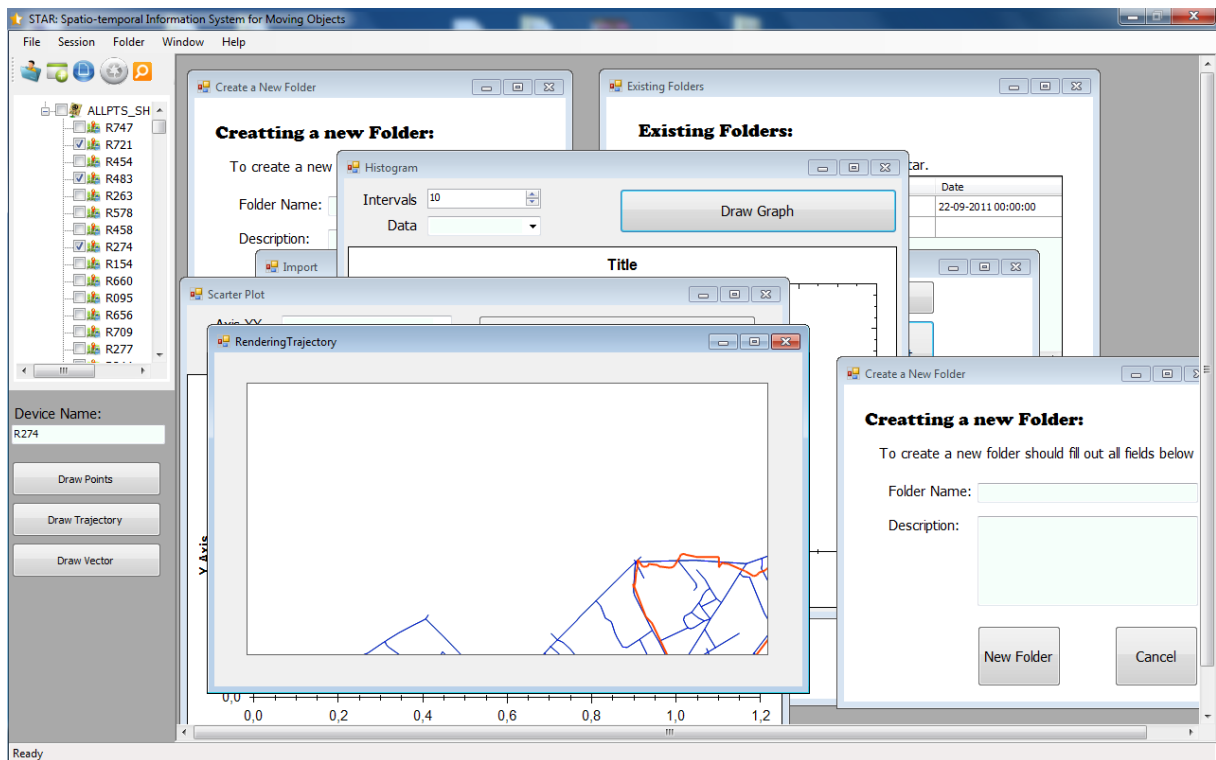 STAR: Spatio-temporal Information System for Moving Objects
File Session Folder Window Help
ALLPTS_SH
R747
R721
R454
R483
R263
R578
R458
R274
R154
R660
R095
R656
R709
R277
Device Name:
R274
Draw Points
Draw Trajectory
Draw Vector
Create a New Folder
Creatting a new Folder:
To create a new
Folder Name:
Description:
Existing Folders
Existing Folders:
tar.
Date
22-09-2011 00:00:00
Histogram
Intervals 10
Data
Draw Graph
Title
Import
Scarter Plot
Axis XY
Y Axis
0,0
0,0 0,2 0,4 0,6 0,8 1,0 1,2
RenderingTrajectory
Create a New Folder
Creatting a new Folder:
To create a new folder should fill out all fields below
Folder Name:
Description:
New Folder Cancel
Ready